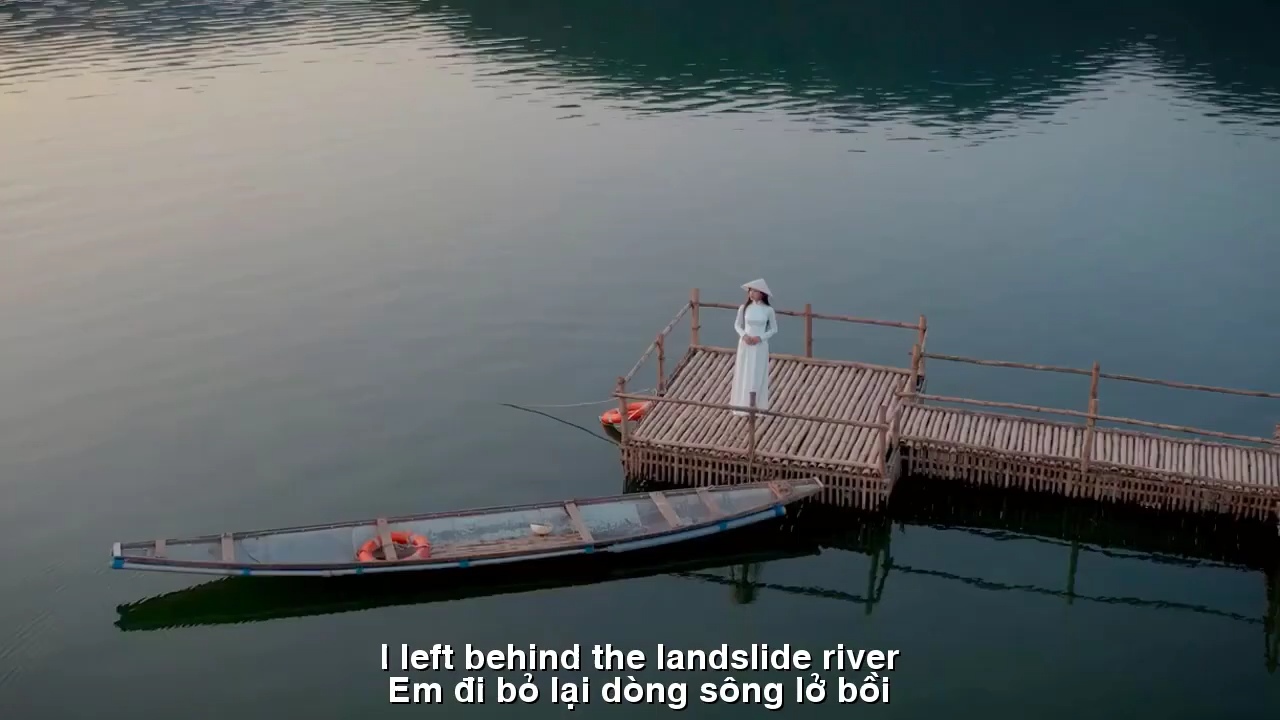 I left behind the landslide river
Em đi bỏ lại dòng sông lở bồi